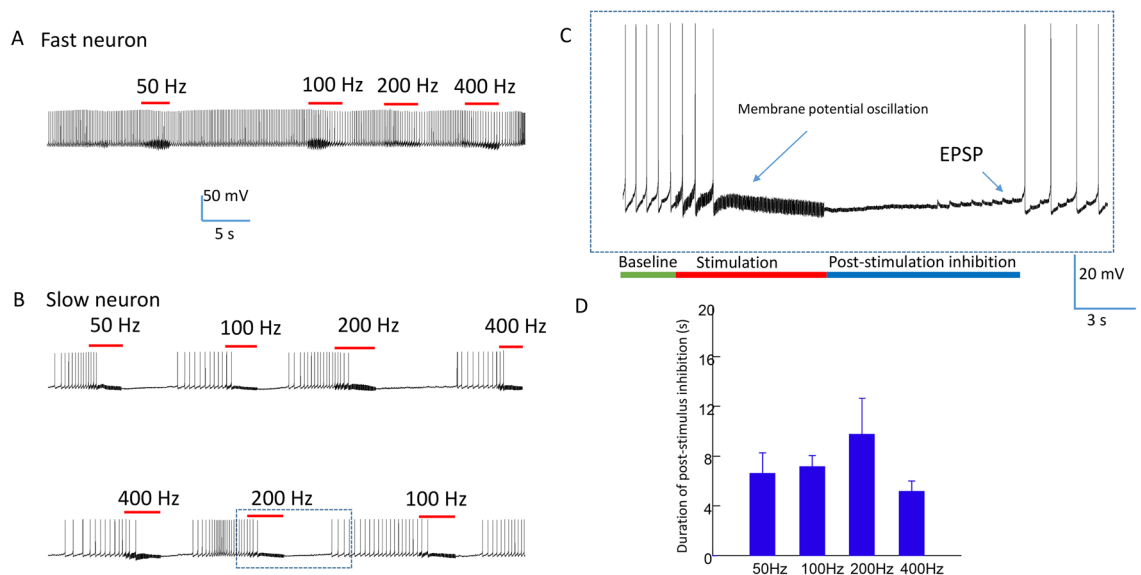 A Fast neuron
50 Hz
100 Hz
200 Hz
400 Hz
50 mV
5 s
B Slow neuron
50 Hz
100 Hz
200 Hz
400 Hz
400 Hz
200 Hz
100 Hz
C
Membrane potential oscillation
EPSP
Baseline
Stimulation
Post-stimulation inhibition
20 mV
3 s
D
Duration of post-stimulus inhibition (s)
20
16
12
8
4
0
50Hz
100Hz
200Hz
400Hz